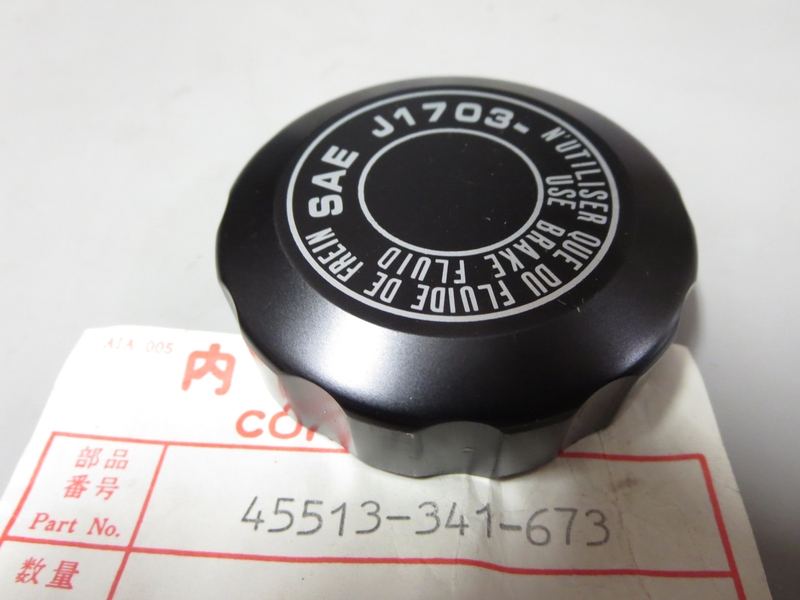 SAE J1703-
N'UTILISER QUE DU FLUIDE DE FREIN
USE BRAKE FLUID
AIA 005
内
部品
番号
Part No.
45513-341-673
数量